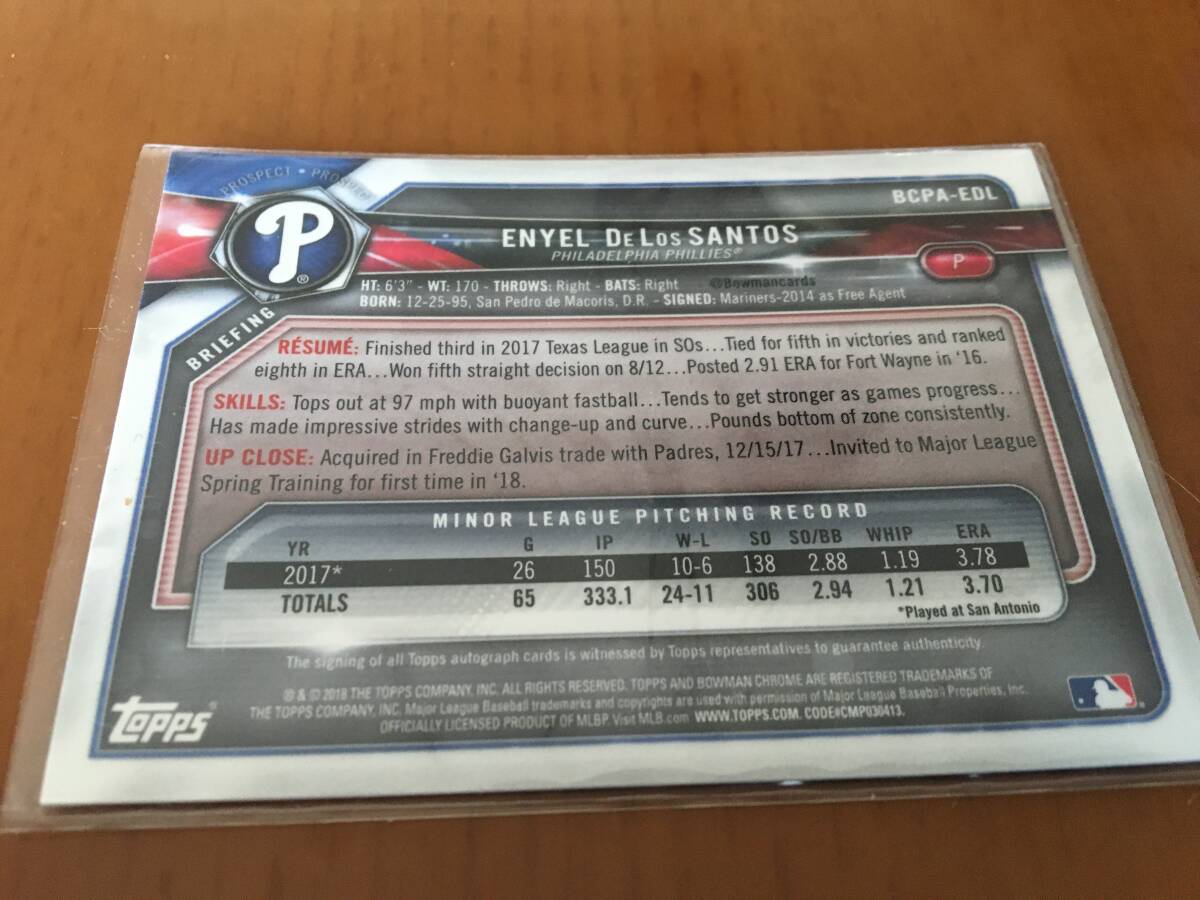 PROSPECT • PROSPECT
BCPA-EDL
P
ENYEL DeLos SANTOS
PHILADELPHIA PHILLIES®
P
HT: 6'3" - WT: 170 - THROWS: Right - BATS: Right @Bowmancards
BORN: 12-25-95, San Pedro de Macoris, D.R. - SIGNED: Mariners-2014 as Free Agent
BRIEFING
RÉSUMÉ: Finished third in 2017 Texas League in SOs...Tied for fifth in victories and ranked
eighth in ERA...Won fifth straight decision on 8/12...Posted 2.91 ERA for Fort Wayne in '16.
SKILLS: Tops out at 97 mph with buoyant fastball...Tends to get stronger as games progress...
Has made impressive strides with change-up and curve...Pounds bottom of zone consistently.
UP CLOSE: Acquired in Freddie Galvis trade with Padres, 12/15/17...Invited to Major League
Spring Training for first time in '18.
MINOR LEAGUE PITCHING RECORD
YR G IP W-L SO SO/BB WHIP ERA
2017* 26 150 10-6 138 2.88 1.19 3.78
TOTALS 65 333.1 24-11 306 2.94 1.21 3.70
*Played at San Antonio
The signing of all Topps autograph cards is witnessed by Topps representatives to guarantee authenticity.
® & © 2018 THE TOPPS COMPANY, INC. ALL RIGHTS RESERVED. TOPPS AND BOWMAN CHROME ARE REGISTERED TRADEMARKS OF
THE TOPPS COMPANY, INC. Major League Baseball trademarks and copyrights are used with permission of Major League Baseball Properties, Inc.
OFFICIALLY LICENSED PRODUCT OF MLBP. Visit MLB.com WWW.TOPPS.COM. CODE#CMP030413.
Topps®